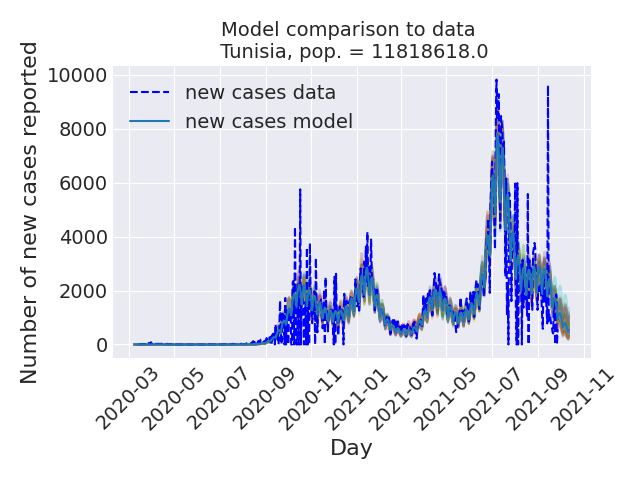 Model comparison to data
Tunisia, pop. = 11818618.0
Number of new cases reported
10000
8000
6000
4000
2000
0
new cases data
new cases model
2020-03
2020-05
2020-07
2020-09
2020-11
2021-01
2021-03
2021-05
2021-07
2021-09
2021-11
Day